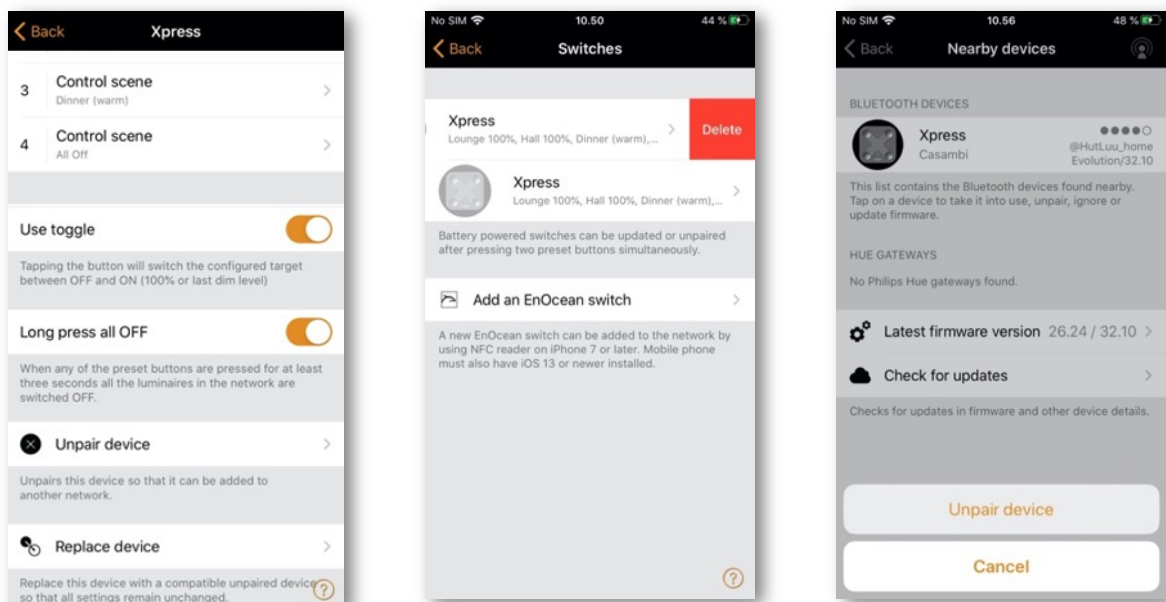 Back
Xpress
3
Control scene
Dinner (warm)
4
Control scene
All Off
Use toggle
Tapping the button will switch the configured target
between OFF and ON (100% or last dim level)
Long press all OFF
When any of the preset buttons are pressed for at least
three seconds all the luminaires in the network are
switched OFF.
Unpair device
Unpairs this device so that it can be added to
another network.
Replace device
Replace this device with a compatible unpaired device
so that all settings remain unchanged.
?
No SIM 10.50 44 %
Back
Switches
Xpress
Lounge 100%, Hall 100%, Dinner (warm),...
Delete
Xpress
Lounge 100%, Hall 100%, Dinner (warm),...
Battery powered switches can be updated or unpaired
after pressing two preset buttons simultaneously.
Add an EnOcean switch
A new EnOcean switch can be added to the network by
using NFC reader on iPhone 7 or later. Mobile phone
must also have iOS 13 or newer installed.
?
No SIM 10.56 48 %
Back
Nearby devices
BLUETOOTH DEVICES
Xpress
Casambi
@HutLuu_home
Evolution/32.10
This list contains the Bluetooth devices found nearby.
Tap on a device to take it into use, unpair, ignore or
update firmware.
HUE GATEWAYS
No Philips Hue gateways found.
Latest firmware version 26.24 / 32.10
Check for updates
Checks for updates in firmware and other device details.
Unpair device
Cancel